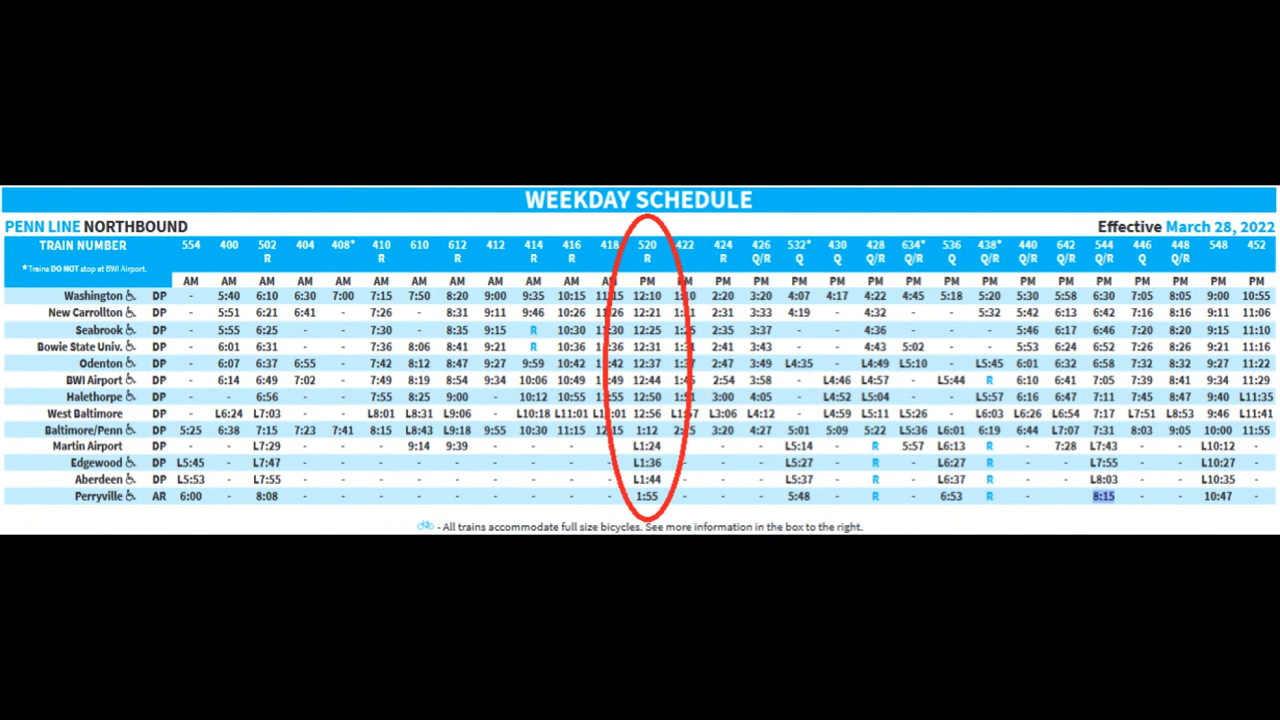 WEEKDAY SCHEDULE
PENN LINE NORTHBOUND Effective March 28, 2022
TRAIN NUMBER 554 400 502 404 408* 410 610 612 412 414 416 418 520 422 424 426 532* 430 428 634* 536 438* 440 642 544 446 448 548 452
R R R R R R Q/R Q Q Q/R Q/R Q Q/R Q/R Q/R Q/R Q/R Q/R
* Trains DO NOT stop at BWI Airport.
AM AM AM AM AM AM AM AM AM AM AM AM PM PM PM PM PM PM PM PM PM PM PM PM PM PM PM PM PM
Washington DP - 5:40 6:10 6:30 7:00 7:15 7:50 8:20 9:00 9:35 10:15 11:15 12:10 1:10 2:20 3:20 4:07 4:17 4:22 4:45 5:18 5:20 5:30 5:58 6:30 7:05 8:05 9:00 10:55
New Carrollton DP - 5:51 6:21 6:41 - 7:26 - 8:31 9:11 9:46 10:26 11:26 12:21 1:21 2:31 3:33 4:19 - 4:32 - - 5:32 5:42 6:13 6:42 7:16 8:16 9:11 11:06
Seabrook DP - 5:55 6:25 - - 7:30 - 8:35 9:15 R 10:30 11:30 12:25 1:25 2:35 3:37 - - 4:36 - - - 5:46 6:17 6:46 7:20 8:20 9:15 11:10
Bowie State Univ. DP - 6:01 6:31 - - 7:36 8:06 8:41 9:21 R 10:36 11:36 12:31 1:31 2:41 3:43 - - 4:43 5:02 - - 5:53 6:24 6:52 7:26 8:26 9:21 11:16
Odenton DP - 6:07 6:37 6:55 - 7:42 8:12 8:47 9:27 9:59 10:42 11:42 12:37 1:37 2:47 3:49 L4:35 - L4:49 L5:10 - L5:45 6:01 6:32 6:58 7:32 8:32 9:27 11:22
BWI Airport DP - 6:14 6:49 7:02 - 7:49 8:19 8:54 9:34 10:06 10:49 11:49 12:44 2:54 3:58 - L4:46 L4:57 - L5:44 R 6:10 6:41 7:05 7:39 8:41 9:34 11:29
Halethorpe DP - - 6:56 - - 7:55 8:25 9:00 - 10:12 10:55 11:55 12:50 1:51 3:00 4:05 - L4:52 L5:04 - - L5:57 6:16 6:47 7:11 7:45 8:47 9:40 L11:35
West Baltimore DP - L6:24 L7:03 - - L8:01 L8:31 L9:06 - L10:18 L11:01 L12:01 12:56 L1:57 L3:06 L4:12 - L4:59 L5:11 L5:26 - L6:03 L6:26 L6:54 7:17 L7:51 L8:53 9:46 L11:41
Baltimore/Penn DP 5:25 6:38 7:15 7:23 7:41 8:15 L8:43 L9:18 9:55 10:30 11:15 12:15 1:12 2:15 3:20 4:27 5:01 5:09 5:22 L5:36 L6:01 6:19 6:44 L7:07 7:31 8:03 9:05 10:00 11:55
Martin Airport DP - - L7:29 - - - 9:14 9:39 - - - - L1:24 - - - L5:14 - R 5:57 L6:13 R - 7:28 L7:43 - - L10:12 -
Edgewood DP L5:45 - L7:47 - - - - - - - - - L1:36 - - - L5:27 - R - L6:27 R - - L7:55 - - L10:27 -
Aberdeen DP L5:53 - L7:55 - - - - - - - - - L1:44 - - - L5:37 - R - L6:37 R - - L8:03 - - L10:35 -
Perryville AR 6:00 - 8:08 - - - - - - - - - 1:55 - - - 5:48 - R - 6:53 R - - 8:15 - - 10:47 -
- All trains accommodate full size bicycles. See more information in the box to the right.